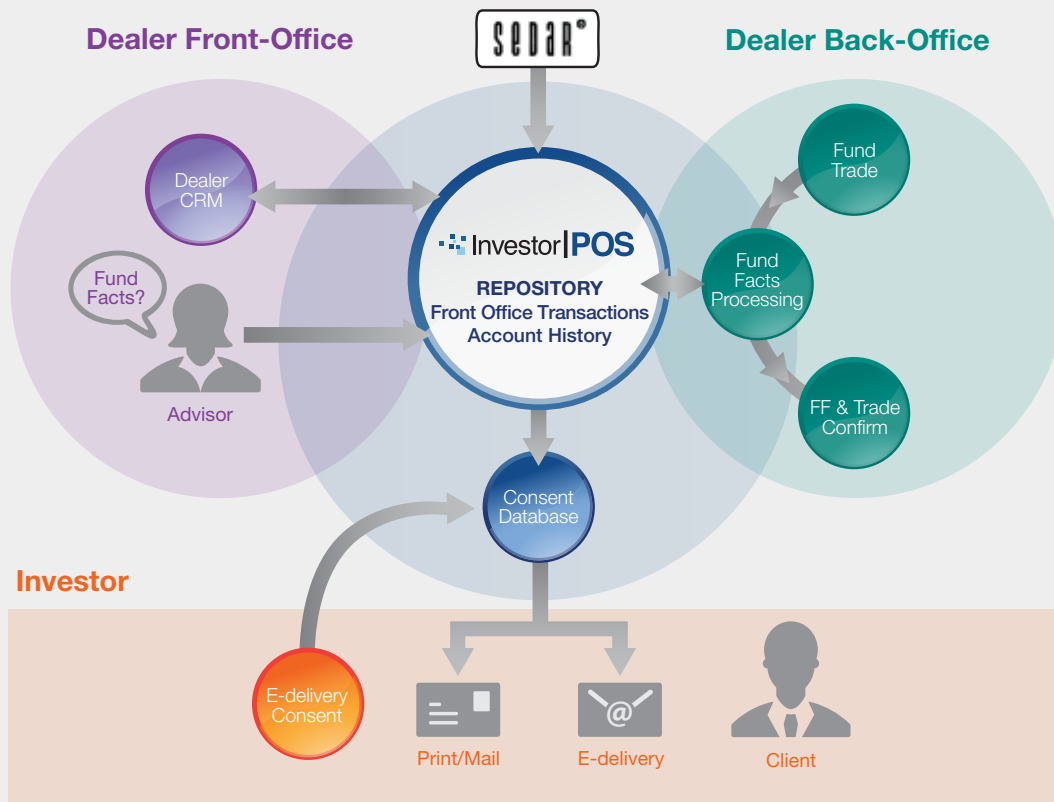 Dealer Front-Office
SEDAR®
Dealer Back-Office
Dealer
CRM
Fund
Facts?
Advisor
Investor|POS
REPOSITORY
Front Office Transactions
Account History
Fund
Trade
Fund
Facts
Processing
FF & Trade
Confirm
Consent
Database
Investor
E-delivery
Consent
Print/Mail
@
E-delivery
Client